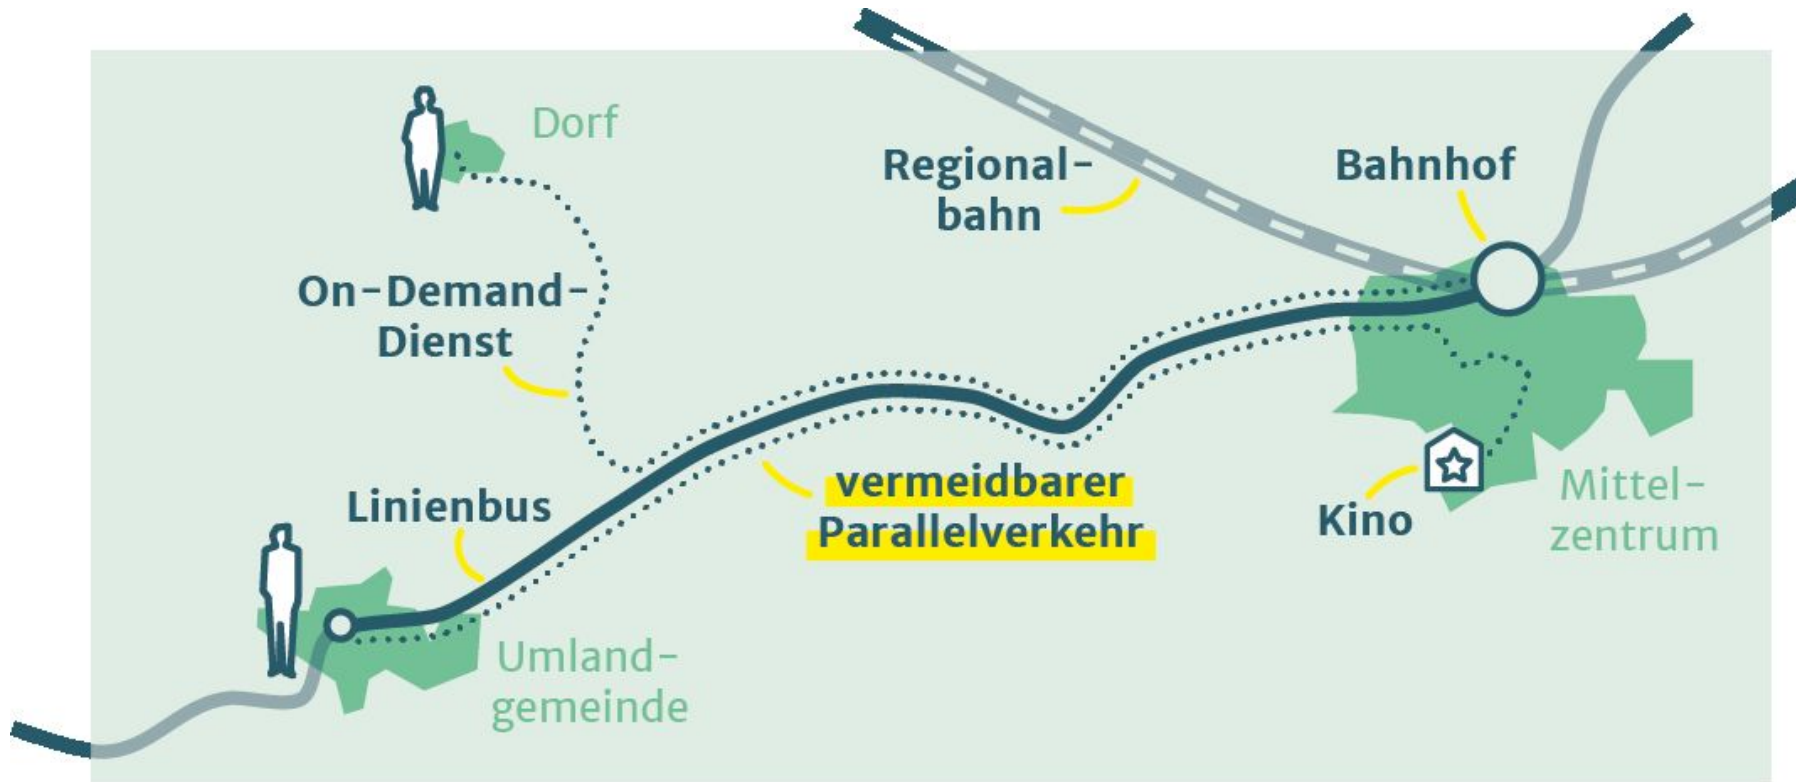 Dorf
Regional-
bahn
Bahnhof
On-Demand-
Dienst
Linienbus
vermeidbarer
Parallelverkehr
Kino
Mittel-
zentrum
Umland-
gemeinde